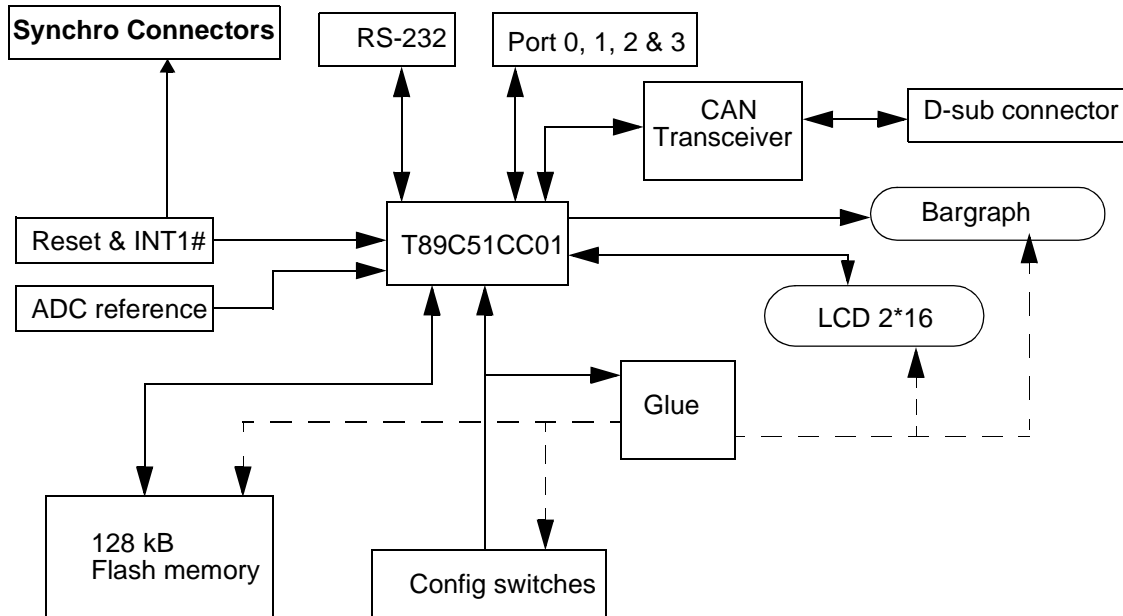 Synchro Connectors
RS-232
Port 0, 1, 2 & 3
CAN
Transceiver
D-sub connector
Bargraph
Reset & INT1#
T89C51CC01
ADC reference
LCD 2*16
Glue
128 kB
Flash memory
Config switches